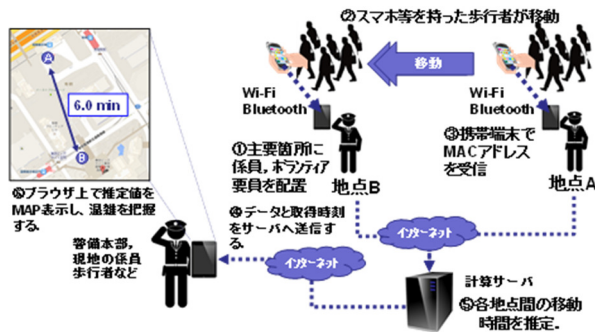 ②スマホ等を持った歩行者が移動
移動
Wi-Fi
Bluetooth
Wi-Fi
Bluetooth
A
6.0 min
B
①主要箇所に
係員，ボランティア
要員を配置
地点B
③携帯端末で
MACアドレス
を受信
地点A
⑥ブラウザ上で推定値を
MAP表示し、混雑を把握
する．
④データと取得時刻
をサーバへ送信す
る．
インターネット
警備本部，
現地の係員
歩行者など
インターネット
計算サーバ
⑤各地点間の移動
時間を推定．